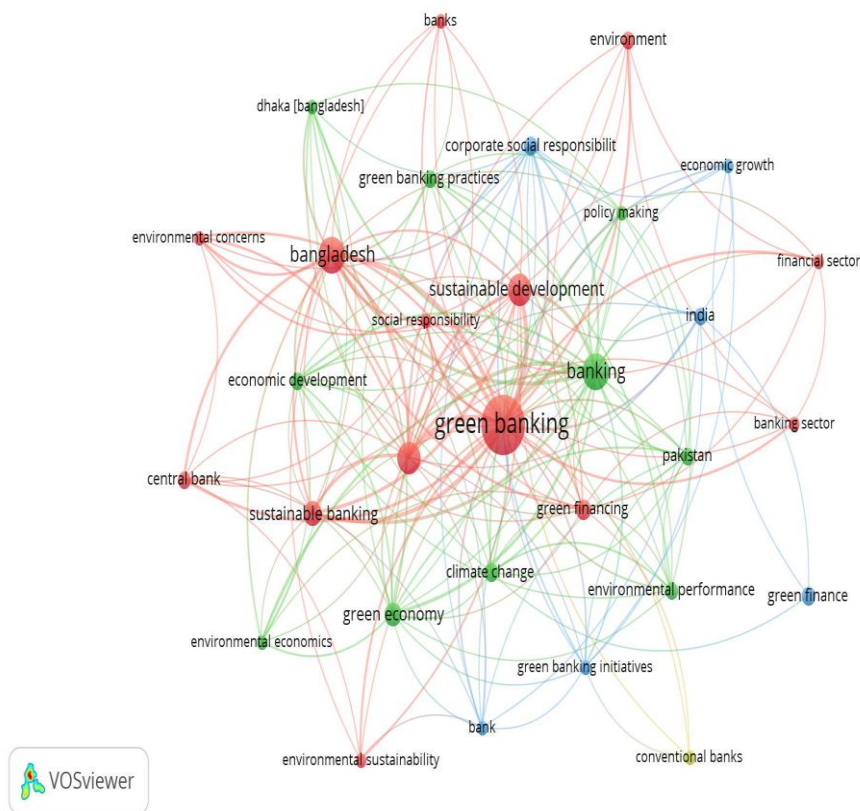 banks
environment
dhaka [bangladesh]
corporate social responsibilit
economic growth
green banking practices
policy making
environmental concerns
bangladesh
financial sector
sustainable development
india
social responsibility
banking
economic development
green banking
banking sector
pakistan
central bank
sustainable banking
green financing
climate change
environmental performance
green finance
green economy
environmental economics
green banking initiatives
bank
conventional banks
environmental sustainability
VOSviewer